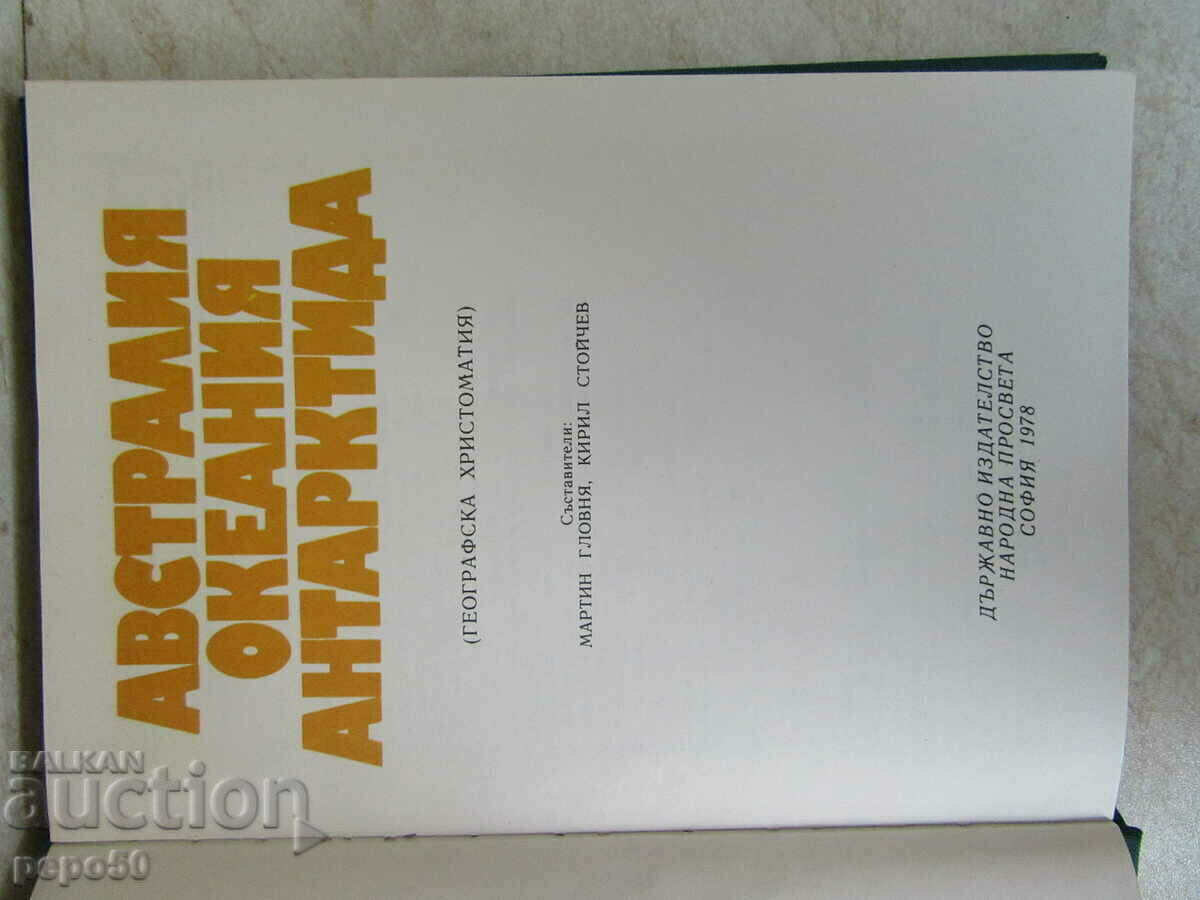 АВСТРАЛИЯ
ОКЕАНИЯ
АНТАРКТИДА
(ГЕОГРАФСКА ХРИСТОМАТИЯ)
Съставители:
МАРТИН ГЛОВНЯ, КИРИЛ СТОЙЧЕВ
ДЪРЖАВНО ИЗДАТЕЛСТВО
НАРОДНА ПРОСВЕТА
СОФИЯ 1978
BALKAN
auction
pepo50